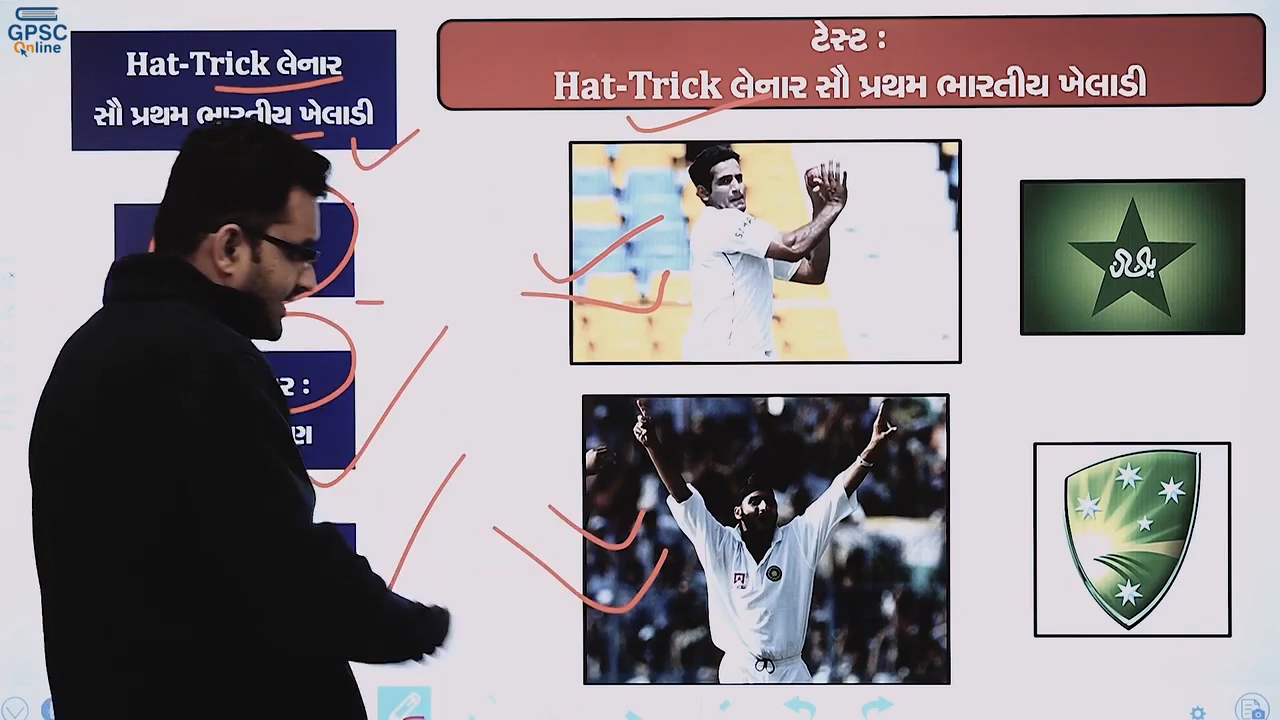 GPSC
Online
Hat-Trick લેનાર
સૌ પ્રથમ ભારતીય ખેલાડી
ટેસ્ટ :
Hat-Trick લેનાર સૌ પ્રથમ ભારતીય ખેલાડી